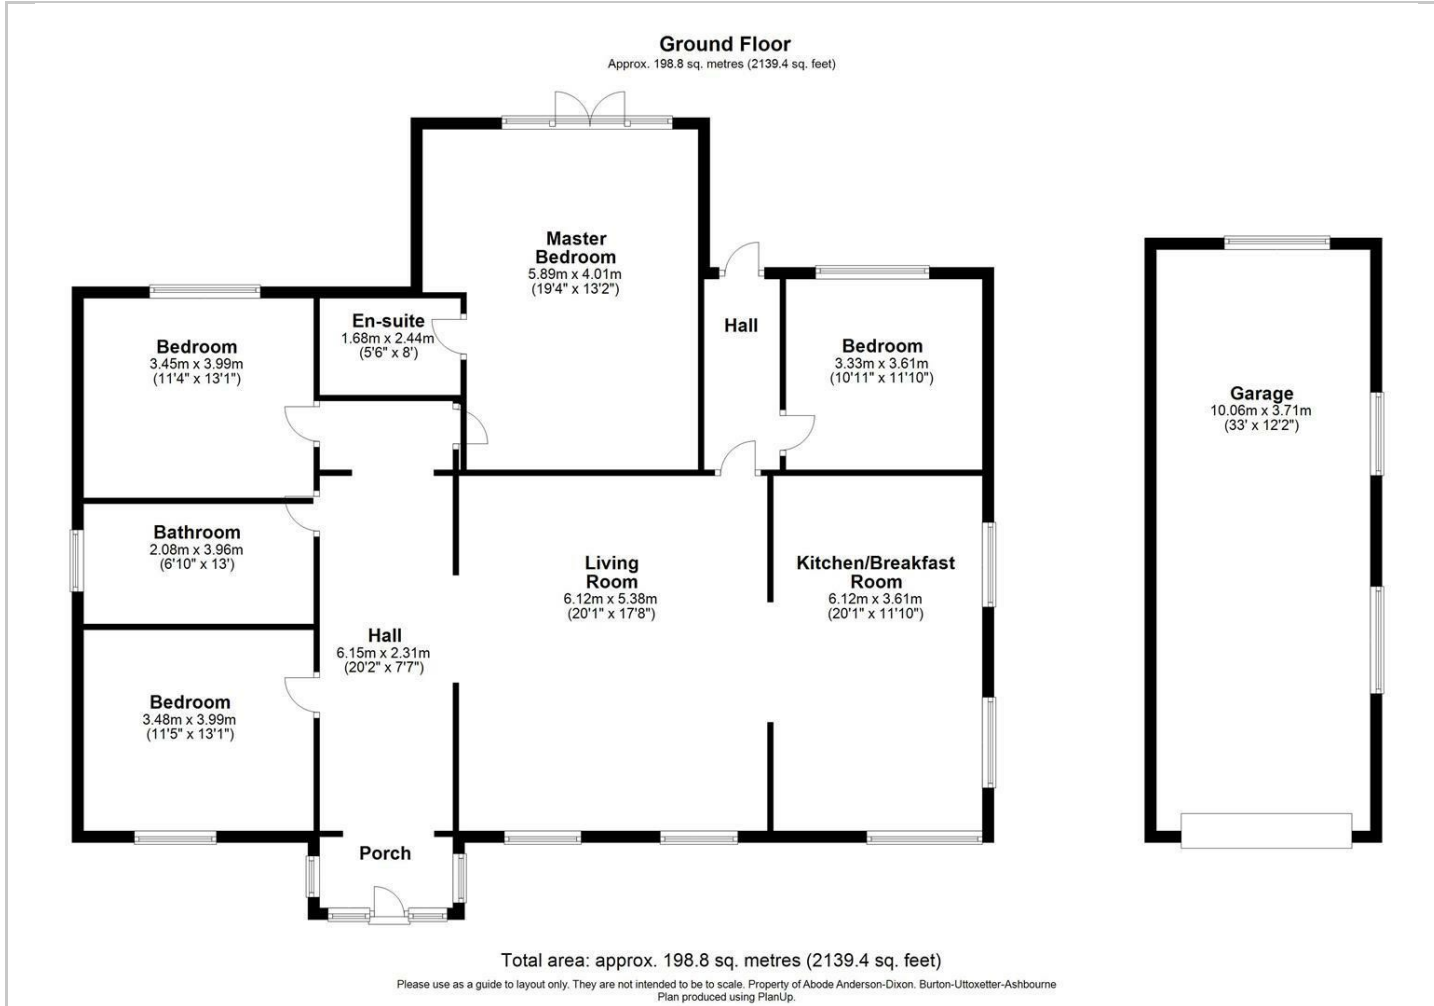 Ground Floor
Approx. 198.8 sq. metres (2139.4 sq. feet)
Master
Bedroom
5.89m x 4.01m
(19'4" x 13'2")
En-suite
1.68m x 2.44m
(5'6" x 8')
Hall
Bedroom
3.45m x 3.99m
(11'4" x 13'1")
Bedroom
3.33m x 3.61m
(10'11" x 11'10")
Garage
10.06m x 3.71m
(33' x 12'2")
Bathroom
2.08m x 3.96m
(6'10" x 13')
Living
Room
6.12m x 5.38m
(20'1" x 17'8")
Kitchen/Breakfast
Room
6.12m x 3.61m
(20'1" x 11'10")
Hall
6.15m x 2.31m
(20'2" x 7'7")
Bedroom
3.48m x 3.99m
(11'5" x 13'1")
Porch
Total area: approx. 198.8 sq. metres (2139.4 sq. feet)
Please use as a guide to layout only. They are not intended to be to scale. Property of Abode Anderson-Dixon. Burton-Uttoxetter-Ashbourne
Plan produced using PlanUp.